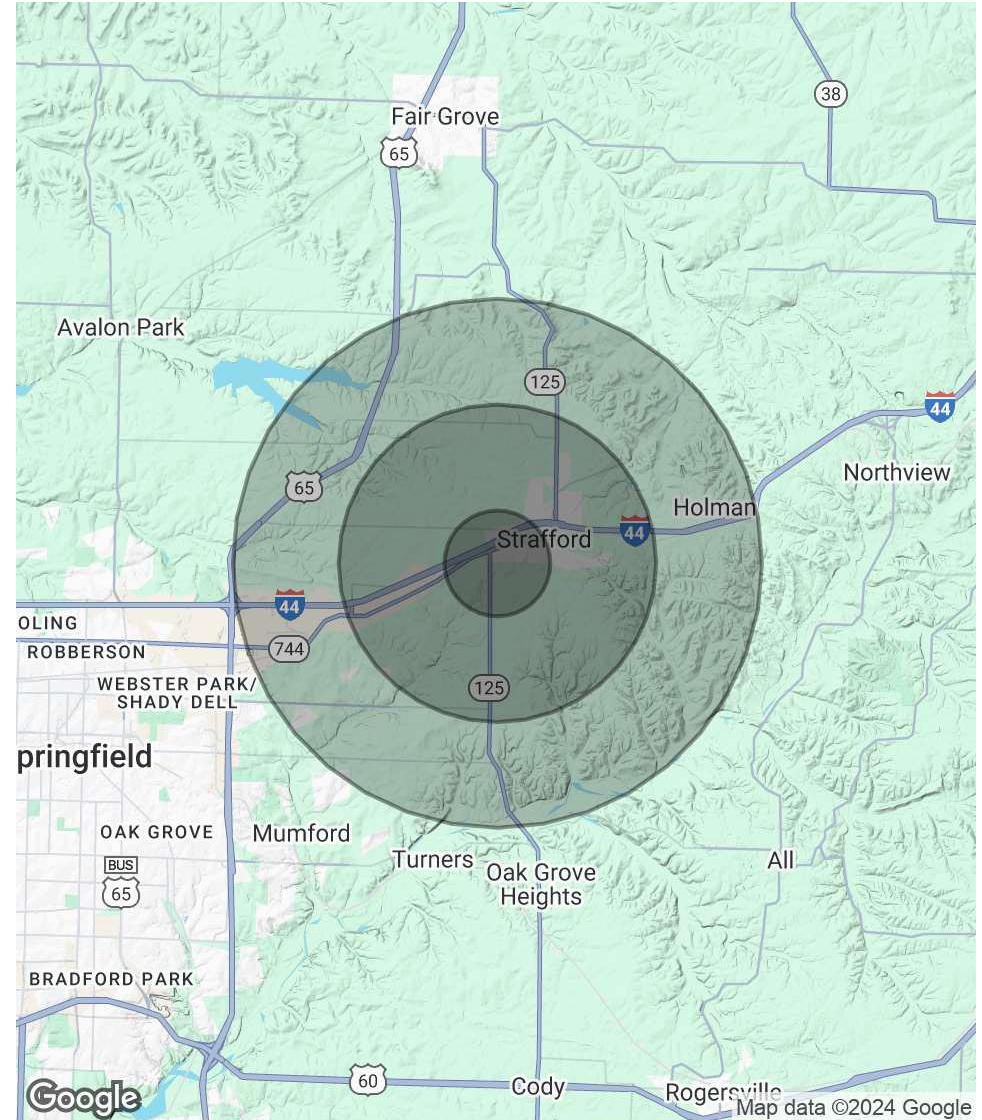 38
Fair Grove
65
Avalon Park
125
44
Northview
65
Holman
44
Strafford
44
OLING
ROBBERSON
744
WEBSTER PARK/
SHADY DELL
125
pringfield
OAK GROVE
Mumford
Turners
All
Oak Grove
Heights
BUS
65
BRADFORD PARK
60
Cody
Rogersville
Google
Map data ©2024 Google